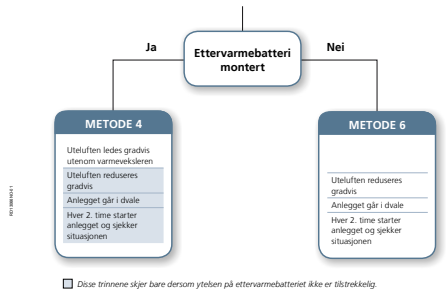 Ja
Ettervarmebatteri
montert
Nei
METODE 4
Uteluften ledes gradvis
utenom varmeveksleren
Uteluften reduseres
gradvis
Anlegget går i dvale
Hver 2. time starter
anlegget og sjekker
situasjonen
METODE 6
Uteluften reduseres
gradvis
Anlegget går i dvale
Hver 2. time starter
anlegget og sjekker
situasjonen
Disse trinnene skjer bare dersom ytelsen på ettervarmebatteriet ikke er tilstrekkelig.